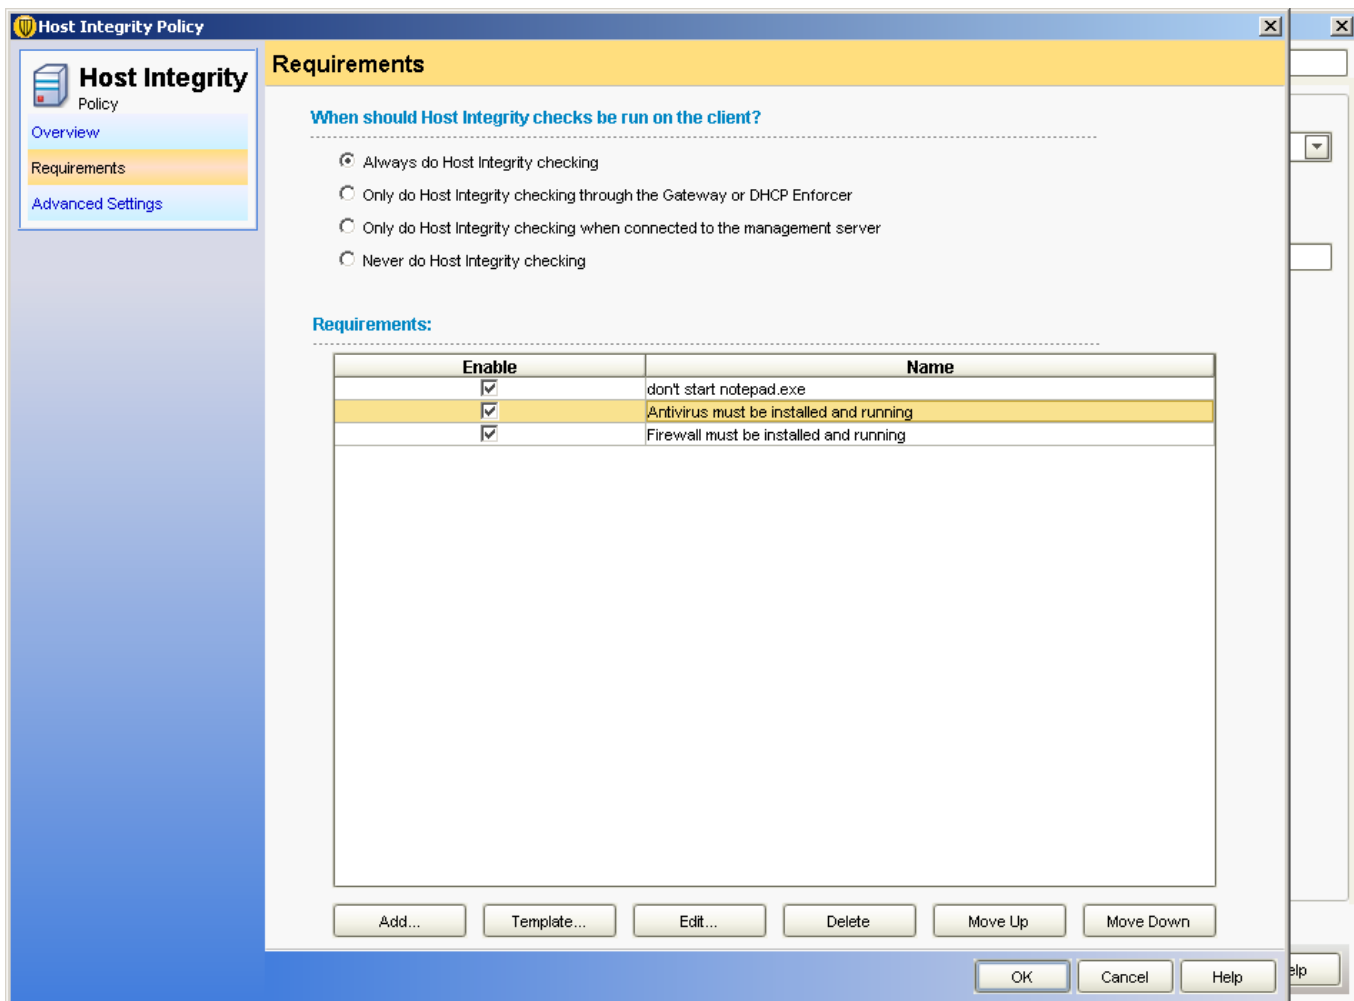 Host Integrity Policy
Host Integrity
Policy
Overview
Requirements
Advanced Settings
Requirements
When should Host Integrity checks be run on the client?
Always do Host Integrity checking
Only do Host Integrity checking through the Gateway or DHCP Enforcer
Only do Host Integrity checking when connected to the management server
Never do Host Integrity checking
Requirements:
Enable Name
don't start notepad.exe
Antivirus must be installed and running
Firewall must be installed and running
Add... Template... Edit... Delete Move Up Move Down
OK Cancel Help elp